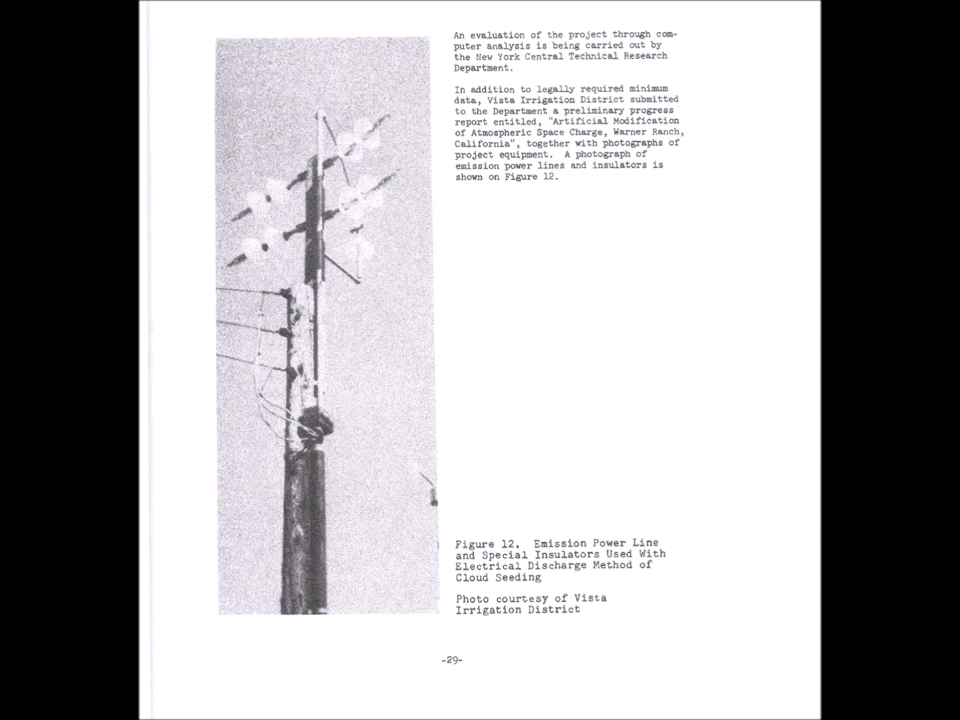 An evaluation of the project through com-
puter analysis is being carried out by
the New York Central Technical Research
Department.
In addition to legally required minimum
data, Vista Irrigation District submitted
to the Department a preliminary progress
report entitled, "Artificial Modification
of Atmospheric Space Charge, Warner Ranch,
California", together with photographs of
project equipment. A photograph of
emission power lines and insulators is
shown on Figure 12.
Figure 12. Emission Power Line
and Special Insulators Used With
Electrical Discharge Method of
Cloud Seeding
Photo courtesy of Vista
Irrigation District
-29-